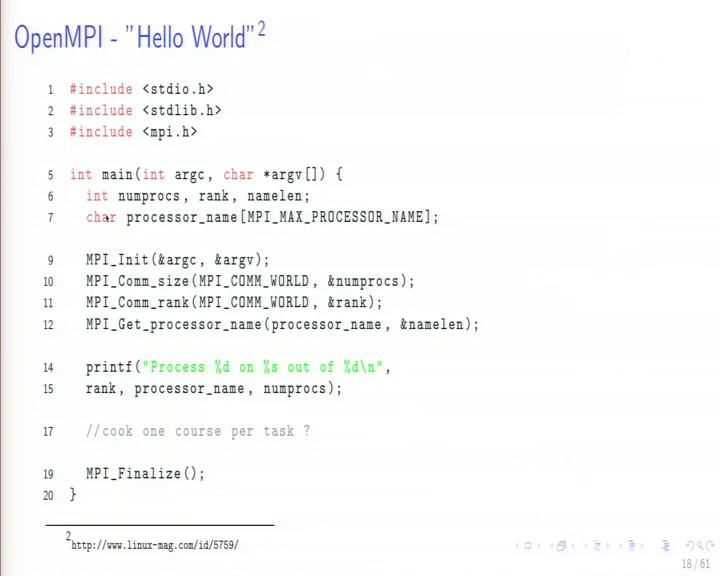 OpenMPI - "Hello World"2
1 #include <stdio.h>
2 #include <stdlib.h>
3 #include <mpi.h>
5 int main(int argc, char *argv[]) {
6 int numprocs, rank, namelen;
7 char processor_name[MPI_MAX_PROCESSOR_NAME];
9 MPI_Init(&argc, &argv);
10 MPI_Comm_size(MPI_COMM_WORLD, &numprocs);
11 MPI_Comm_rank(MPI_COMM_WORLD, &rank);
12 MPI_Get_processor_name(processor_name, &namelen);
14 printf("Process %d on %s out of %d\n",
15 rank, processor_name, numprocs);
17 //cook one course per task ?
19 MPI_Finalize();
20 }
2http://www.linux-mag.com/id/5759/
18/61